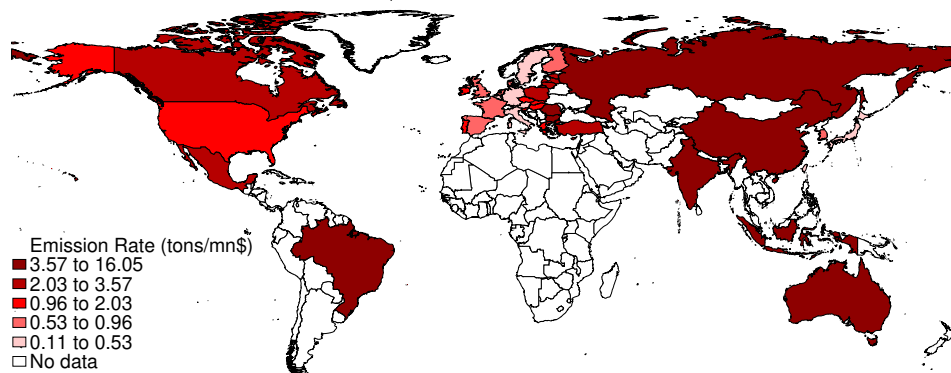 Emission Rate (tons/mn$)
3.57 to 16.05
2.03 to 3.57
0.96 to 2.03
0.53 to 0.96
0.11 to 0.53
No data